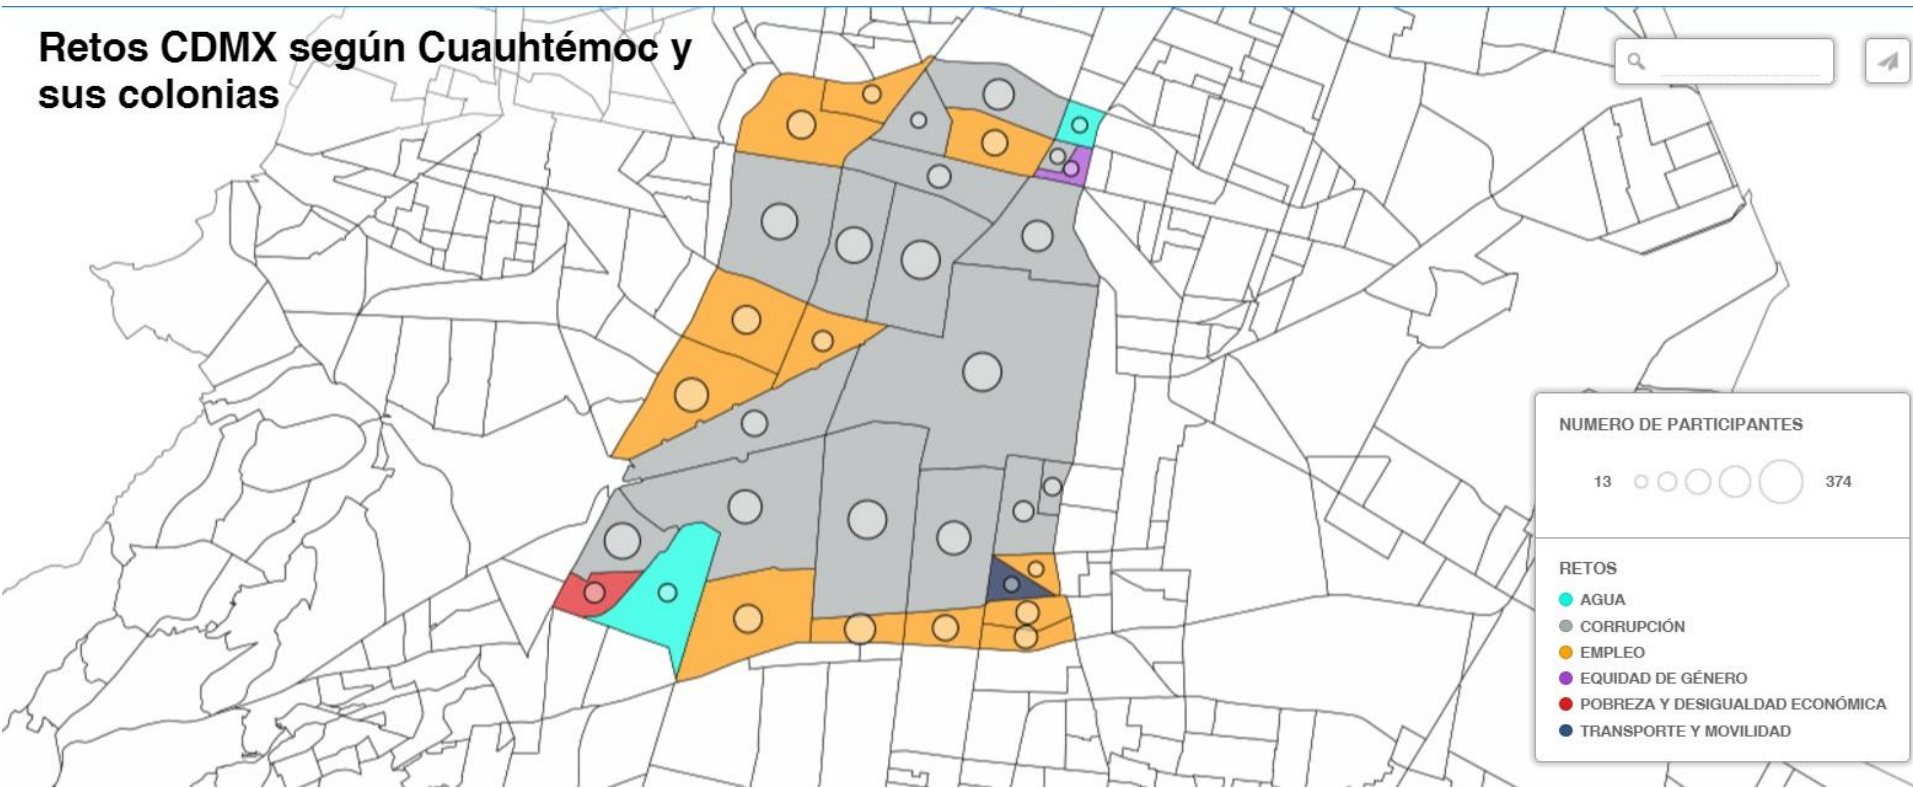 Retos CDMX según Cuauhtémoc y
sus colonias
NUMERO DE PARTICIPANTES
13 374
RETOS
AGUA
CORRUPCIÓN
EMPLEO
EQUIDAD DE GÉNERO
POBREZA Y DESIGUALDAD ECONÓMICA
TRANSPORTE Y MOVILIDAD